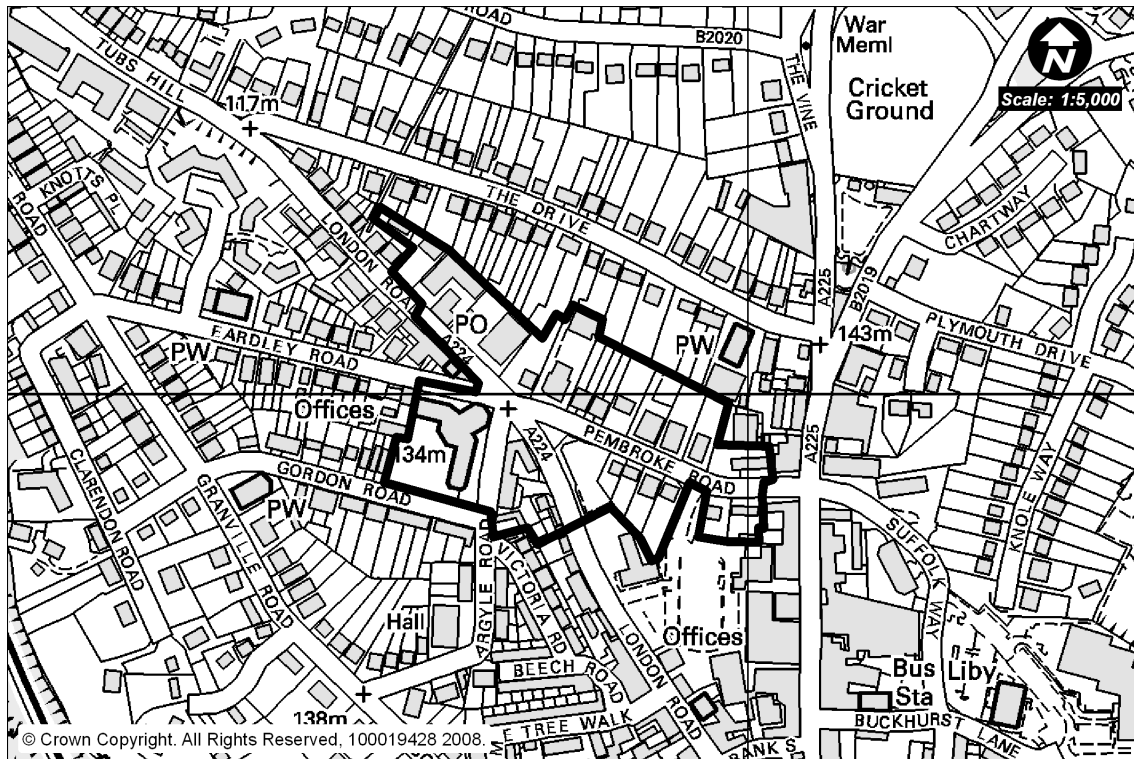 ROAD
B2020
War
Meml
THE VINE
Cricket
Ground
N
Scale: 1:5,000
TUBS HILL
117m
KNOTTS PL
ROAD
THE DRIVE
CHARTWAY
LONDON ROAD
A225
B2019
PO
PLYMOUTH DRIVE
143m
PW
EARDLEY ROAD
PW
A224
Offices
PEMBROKE ROAD
A224
A225
134m
GORDON ROAD
CLARENDON ROAD
GRANVILLE ROAD
PW
KNOLE WAY
SUFFOLK WAY
ARGYLE ROAD
VICTORIA RD
Hall
LONDON ROAD
Offices
BEECH ROAD
Bus
Sta
Liby
138m
E TREE WALK
BUCKHURST LANE
BANK S
© Crown Copyright. All Rights Reserved, 100019428 2008.